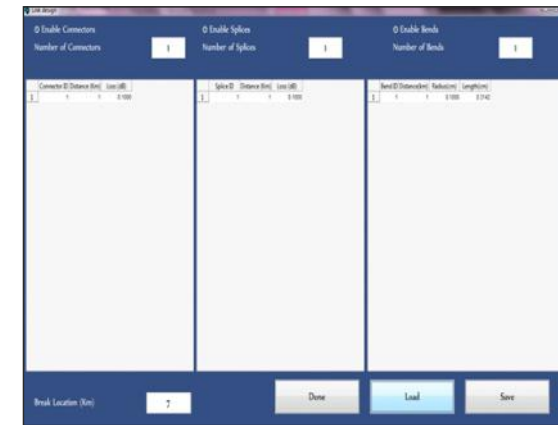 Link design
Enable Connectors
Number of Connectors 1
Enable Splices
Number of Splices 1
Enable Bends
Number of Bends 1
Connector ID Distance (Km) Loss (dB)
1 1 1 0.1000
Splice ID Distance (Km) Loss (dB)
1 1 1 0.1000
Bend ID Distance(km) Radius(cm) Length(cm)
1 1 1 0.1000 0.3142
Break Location (Km) 7
Done
Load
Save